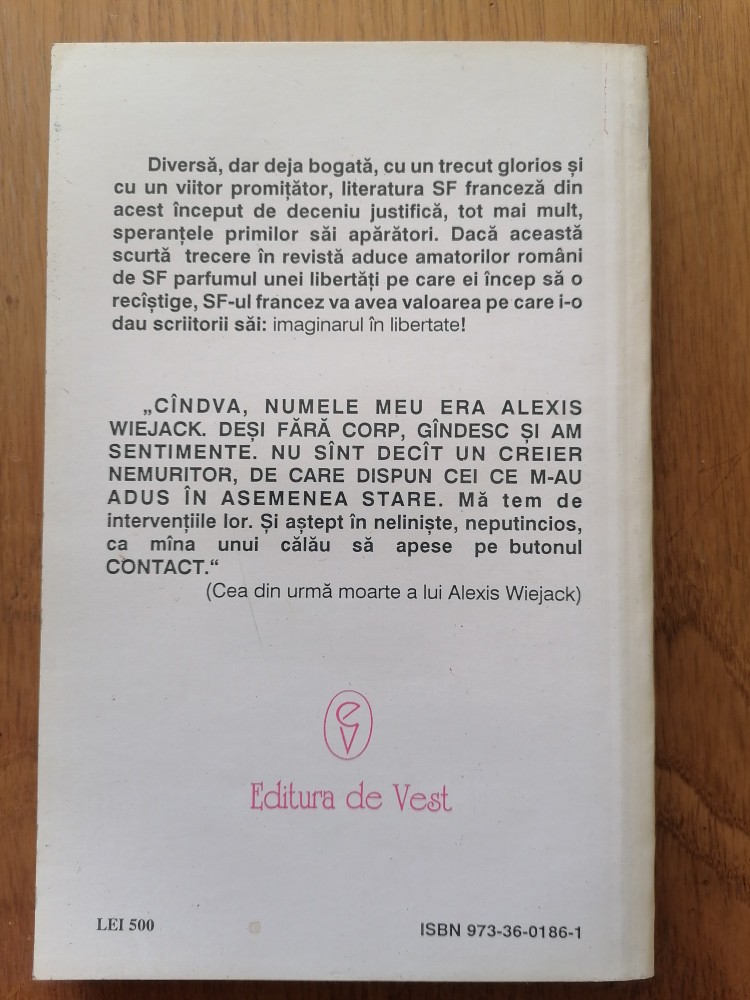 Diversă, dar deja bogată, cu un trecut glorios și
cu un viitor promițător, literatura SF franceză din
acest început de deceniu justifică, tot mai mult,
speranțele primilor săi apărători. Dacă această
scurtă trecere în revistă aduce amatorilor români
de SF parfumul unei libertăți pe care ei încep să o
recîștige, SF-ul francez va avea valoarea pe care i-o
dau scriitorii săi: imaginarul în libertate!
„CÎNDVA, NUMELE MEU ERA ALEXIS
WIEJACK. DEȘI FĂRĂ CORP, GÎNDESC ȘI AM
SENTIMENTE. NU SÎNT DECÎT UN CREIER
NEMURITOR, DE CARE DISPUN CEI CE M-AU
ADUS ÎN ASEMENEA STARE. Mă tem de
intervențiile lor. Și aștept în neliniște, neputincios,
ca mîna unui călău să apese pe butonul
CONTACT.“
(Cea din urmă moarte a lui Alexis Wiejack)
eV
Editura de Vest
LEI 500
ISBN 973-36-0186-1